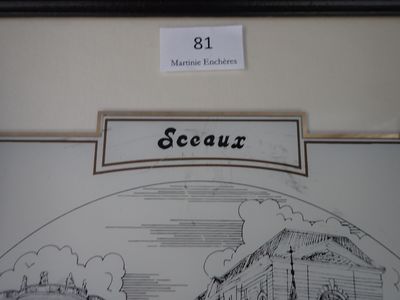 81
Martinie Enchères
Sceaux